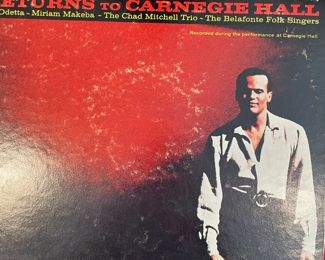 ETURNS TO CARNEGIE HALL
Odetta - Miriam Makeba - The Chad Mitchell Trio - The Belafonte Folk Singers
Recorded during the performance at Carnegie Hall